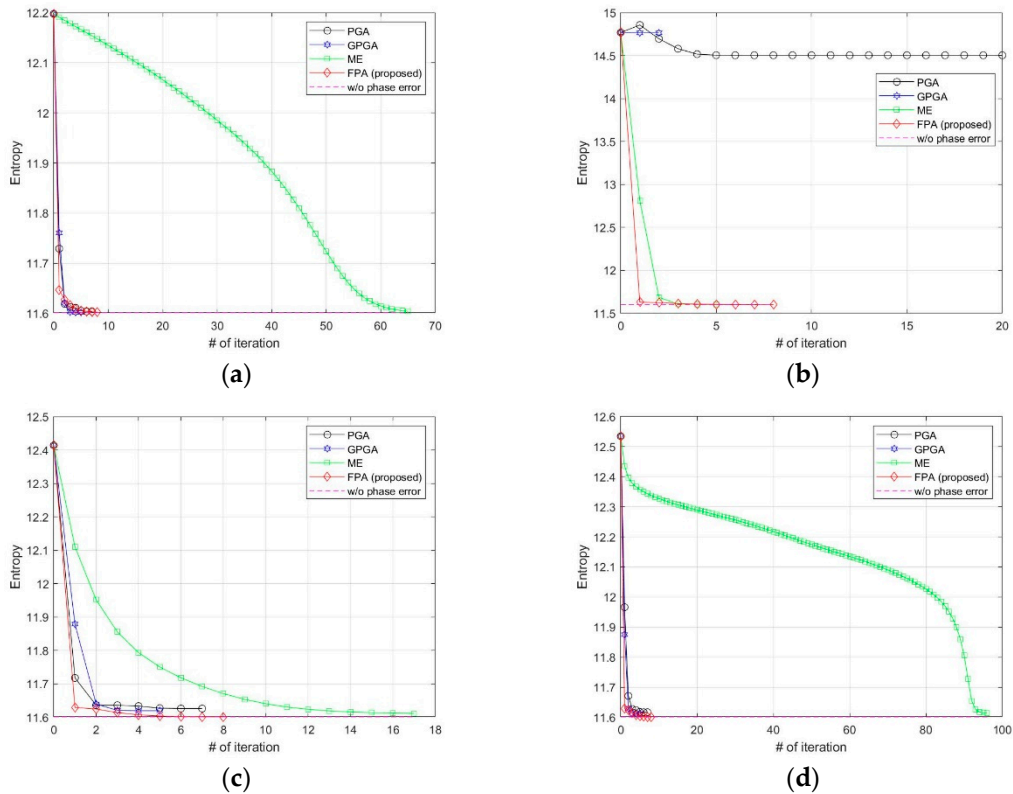 12.2
12.1
12
11.9
11.8
11.7
11.6
Entropy
0 10 20 30 40 50 60 70
# of iteration
PGA
GPGA
ME
FPA (proposed)
w/o phase error
(a)
15
14.5
14
13.5
13
12.5
12
11.5
Entropy
0 5 10 15 20
# of iteration
PGA
GPGA
ME
FPA (proposed)
w/o phase error
(b)
12.5
12.4
12.3
12.2
12.1
12
11.9
11.8
11.7
11.6
Entropy
0 2 4 6 8 10 12 14 16 18
# of iteration
PGA
GPGA
ME
FPA (proposed)
w/o phase error
(c)
12.6
12.5
12.4
12.3
12.2
12.1
12
11.9
11.8
11.7
11.6
Entropy
0 20 40 60 80 100
# of iteration
PGA
GPGA
ME
FPA (proposed)
w/o phase error
(d)